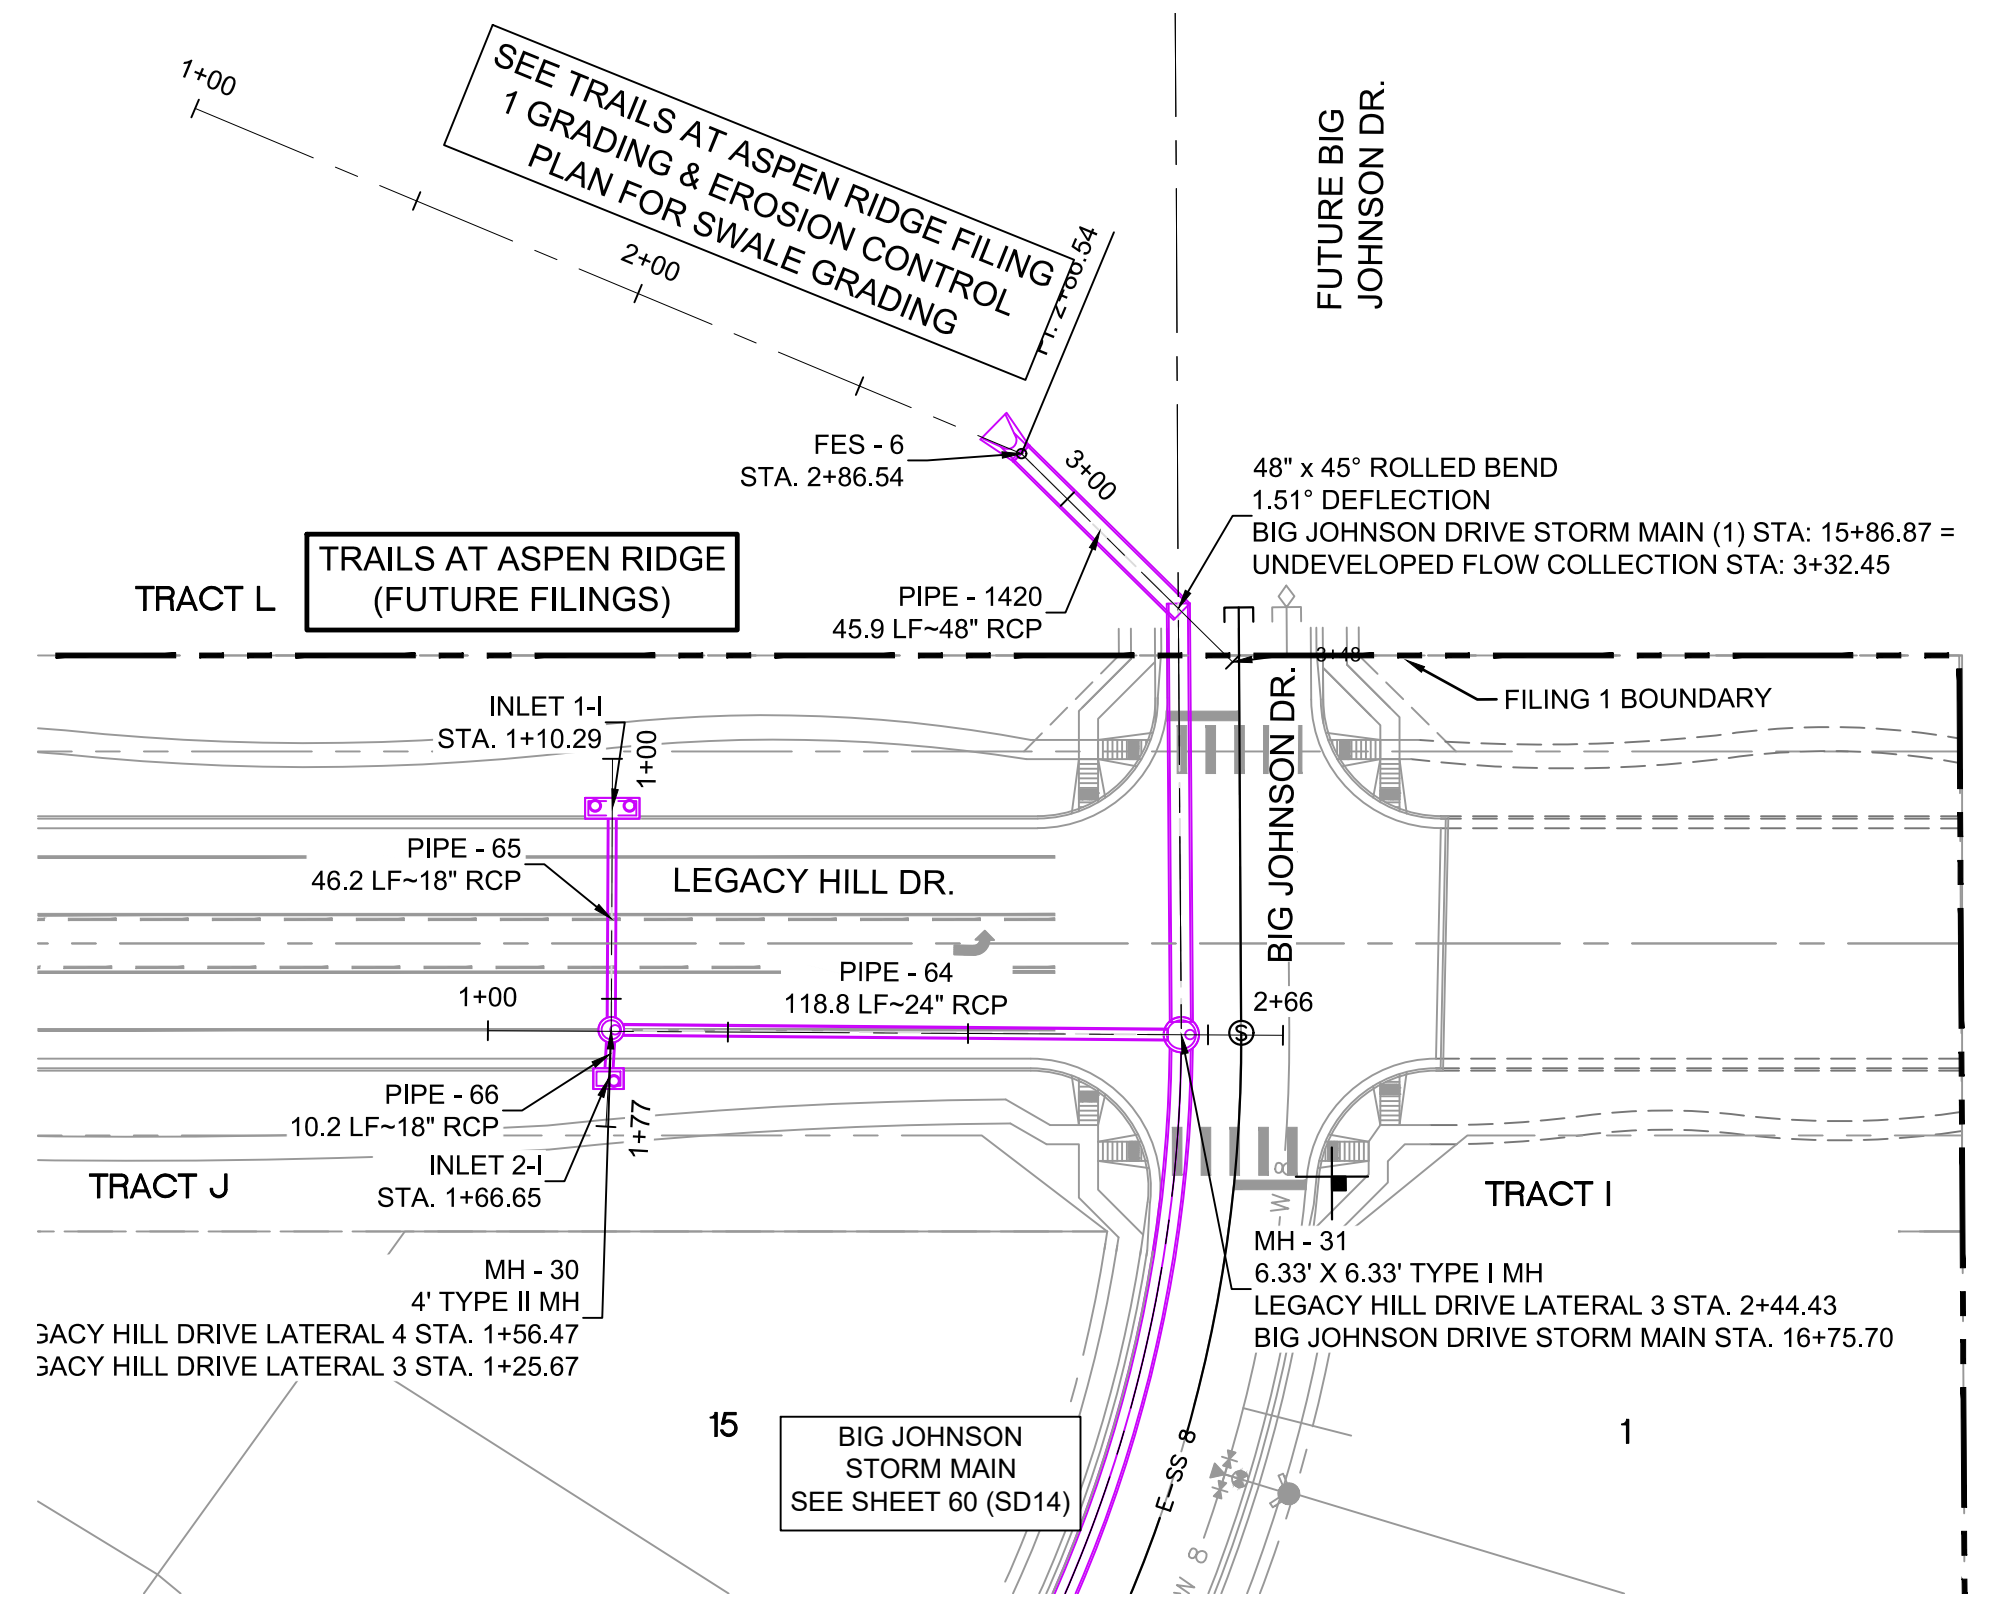 1+00
SEE TRAILS AT ASPEN RIDGE FILING
1 GRADING & EROSION CONTROL
PLAN FOR SWALE GRADING
2+00
FUTURE BIG
JOHNSON DR.
FES - 6
STA. 2+86.54
3+00
48" x 45° ROLLED BEND
1.51° DEFLECTION
BIG JOHNSON DRIVE STORM MAIN (1) STA: 15+86.87 =
UNDEVELOPED FLOW COLLECTION STA: 3+32.45
TRAILS AT ASPEN RIDGE
(FUTURE FILINGS)
TRACT L
PIPE - 1420
45.9 LF~48" RCP
3+48
FILING 1 BOUNDARY
INLET 1-I
STA. 1+10.29
1+00
BIG JOHNSON DR.
PIPE - 65
46.2 LF~18" RCP
LEGACY HILL DR.
PIPE - 64
118.8 LF~24" RCP
1+00
2+66
S
PIPE - 66
10.2 LF~18" RCP
1+77
INLET 2-I
STA. 1+66.65
TRACT J
W 8
TRACT I
MH - 30
4' TYPE II MH
GACY HILL DRIVE LATERAL 4 STA. 1+56.47
GACY HILL DRIVE LATERAL 3 STA. 1+25.67
MH - 31
6.33' X 6.33' TYPE I MH
LEGACY HILL DRIVE LATERAL 3 STA. 2+44.43
BIG JOHNSON DRIVE STORM MAIN STA. 16+75.70
15
BIG JOHNSON
STORM MAIN
SEE SHEET 60 (SD14)
E-SS 8
1
W 8